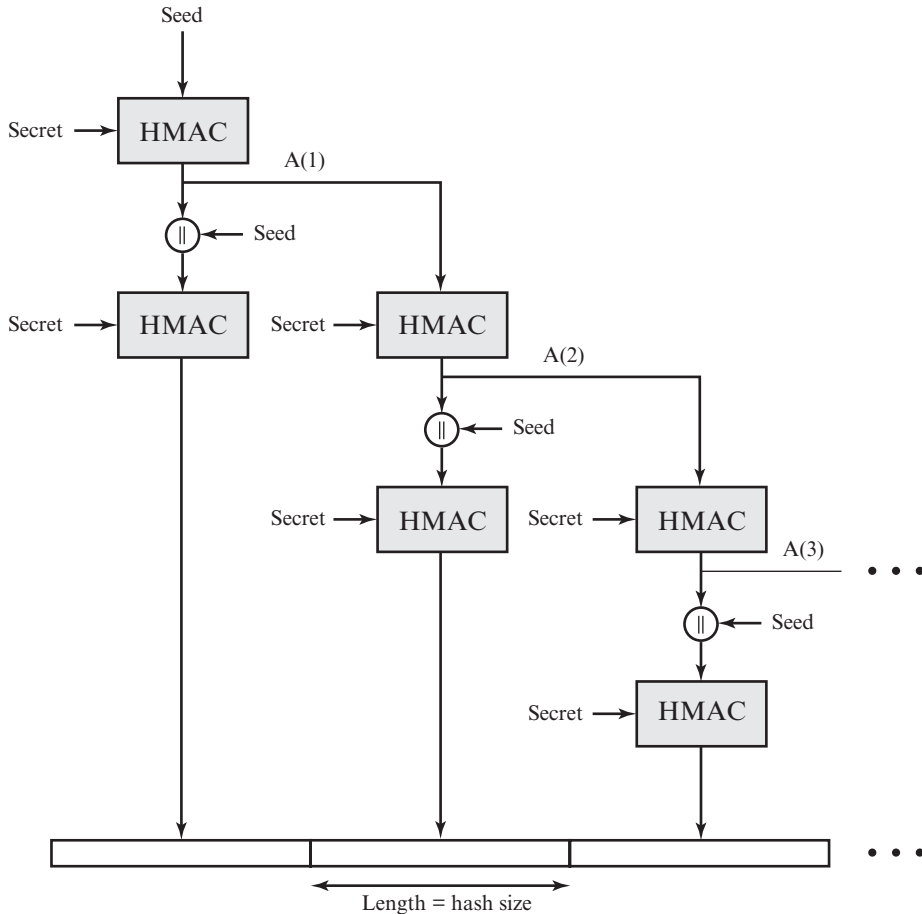 Seed
Secret
HMAC
A(1)
||
Seed
Secret
HMAC
Secret
HMAC
A(2)
||
Seed
Secret
HMAC
Secret
HMAC
A(3)
||
Seed
Secret
HMAC
Length = hash size